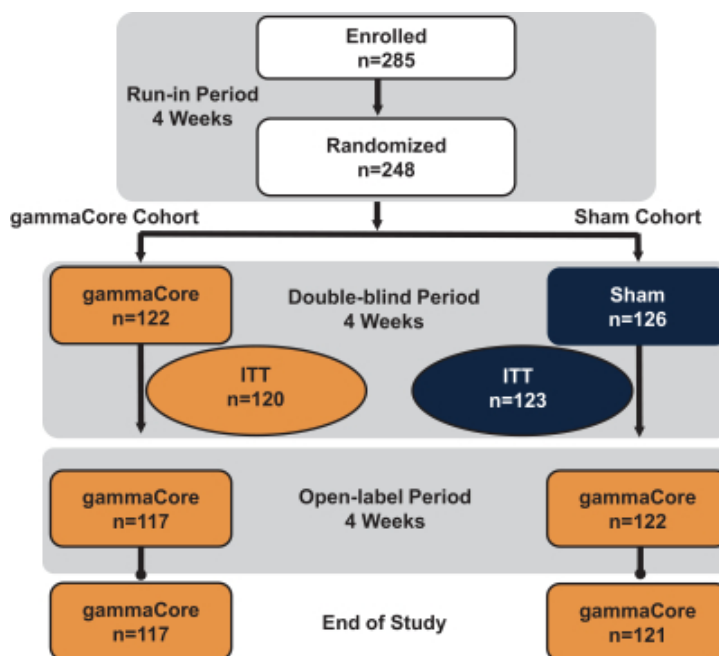 Enrolled
n=285
Run-in Period
4 Weeks
Randomized
n=248
gammaCore Cohort
Sham Cohort
gammaCore
n=122
Double-blind Period
4 Weeks
Sham
n=126
ITT
n=120
ITT
n=123
gammaCore
n=117
Open-label Period
4 Weeks
gammaCore
n=122
gammaCore
n=117
End of Study
gammaCore
n=121